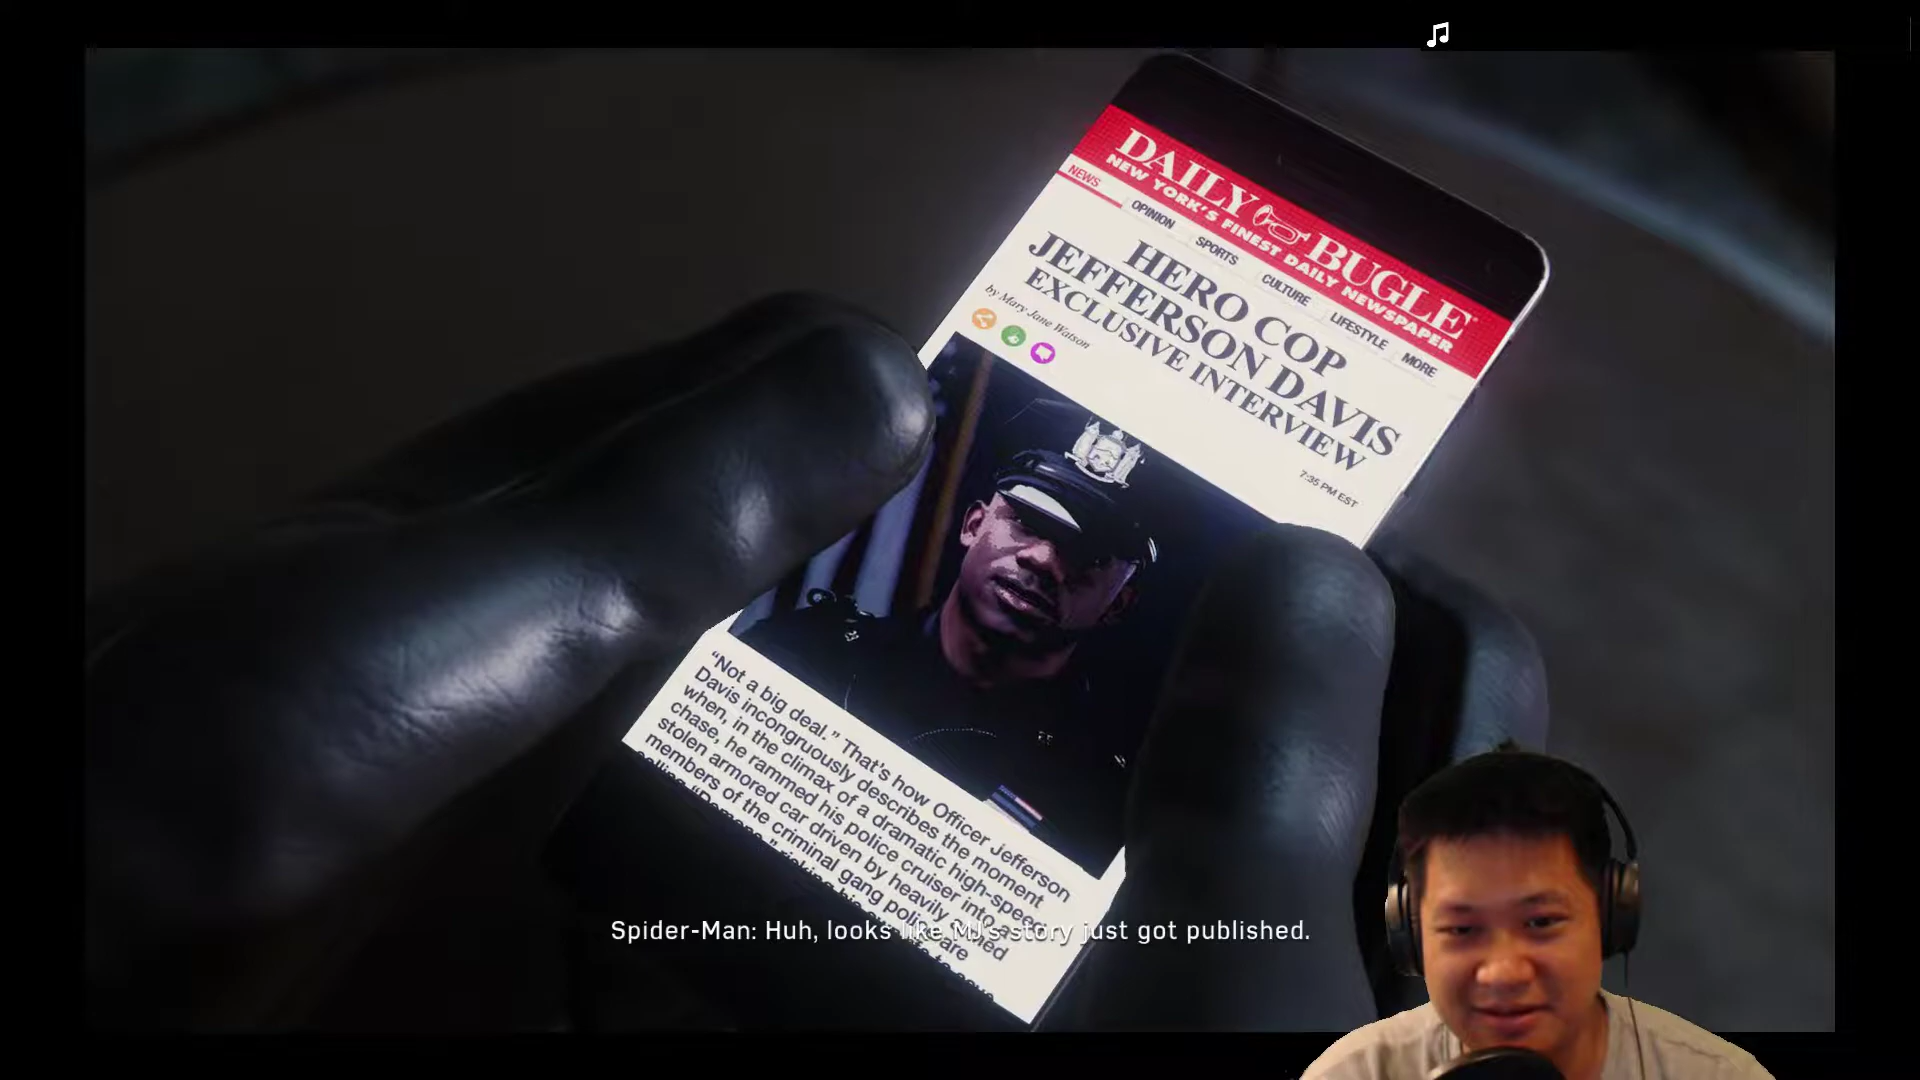 DAILY BUGLE
NEW YORK'S FINEST DAILY NEWSPAPER
NEWS OPINION SPORTS CULTURE LIFESTYLE MORE
HERO COP
JEFFERSON DAVIS
EXCLUSIVE INTERVIEW
by Mary Jane Watson
7:35 PM EST
“Not a big deal.” That's how Officer Jefferson
Davis incongruously describes the moment
when, in the climax of a dramatic high-speed
chase, he rammed his police cruiser into a
stolen armored car driven by heavily armed
members of the criminal gang police are
Spider-Man: Huh, looks like MJ's story just got published.